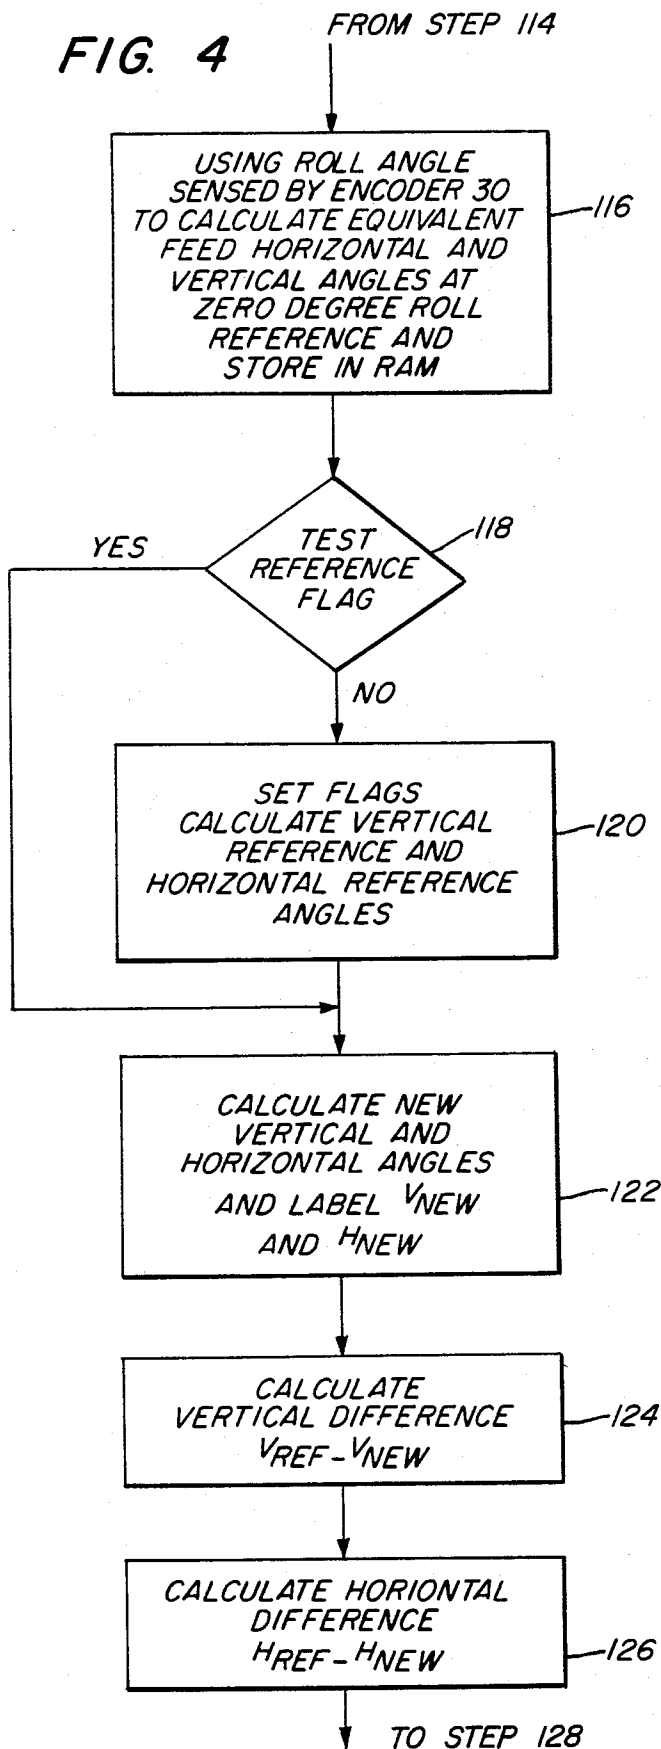 FIG. 4
FROM STEP 114
USING ROLL ANGLE
SENSED BY ENCODER 30
TO CALCULATE EQUIVALENT
FEED HORIZONTAL AND
VERTICAL ANGLES AT
ZERO DEGREE ROLL
REFERENCE AND
STORE IN RAM
116
TEST
REFERENCE
FLAG
118
YES
NO
SET FLAGS
CALCULATE VERTICAL
REFERENCE AND
HORIZONTAL REFERENCE
ANGLES
120
CALCULATE NEW
VERTICAL AND
HORIZONTAL ANGLES
AND LABEL VNEW
AND HNEW
122
CALCULATE
VERTICAL DIFFERENCE
VREF-VNEW
124
CALCULATE HORIONTAL
DIFFERENCE
HREF-HNEW
126
TO STEP 128